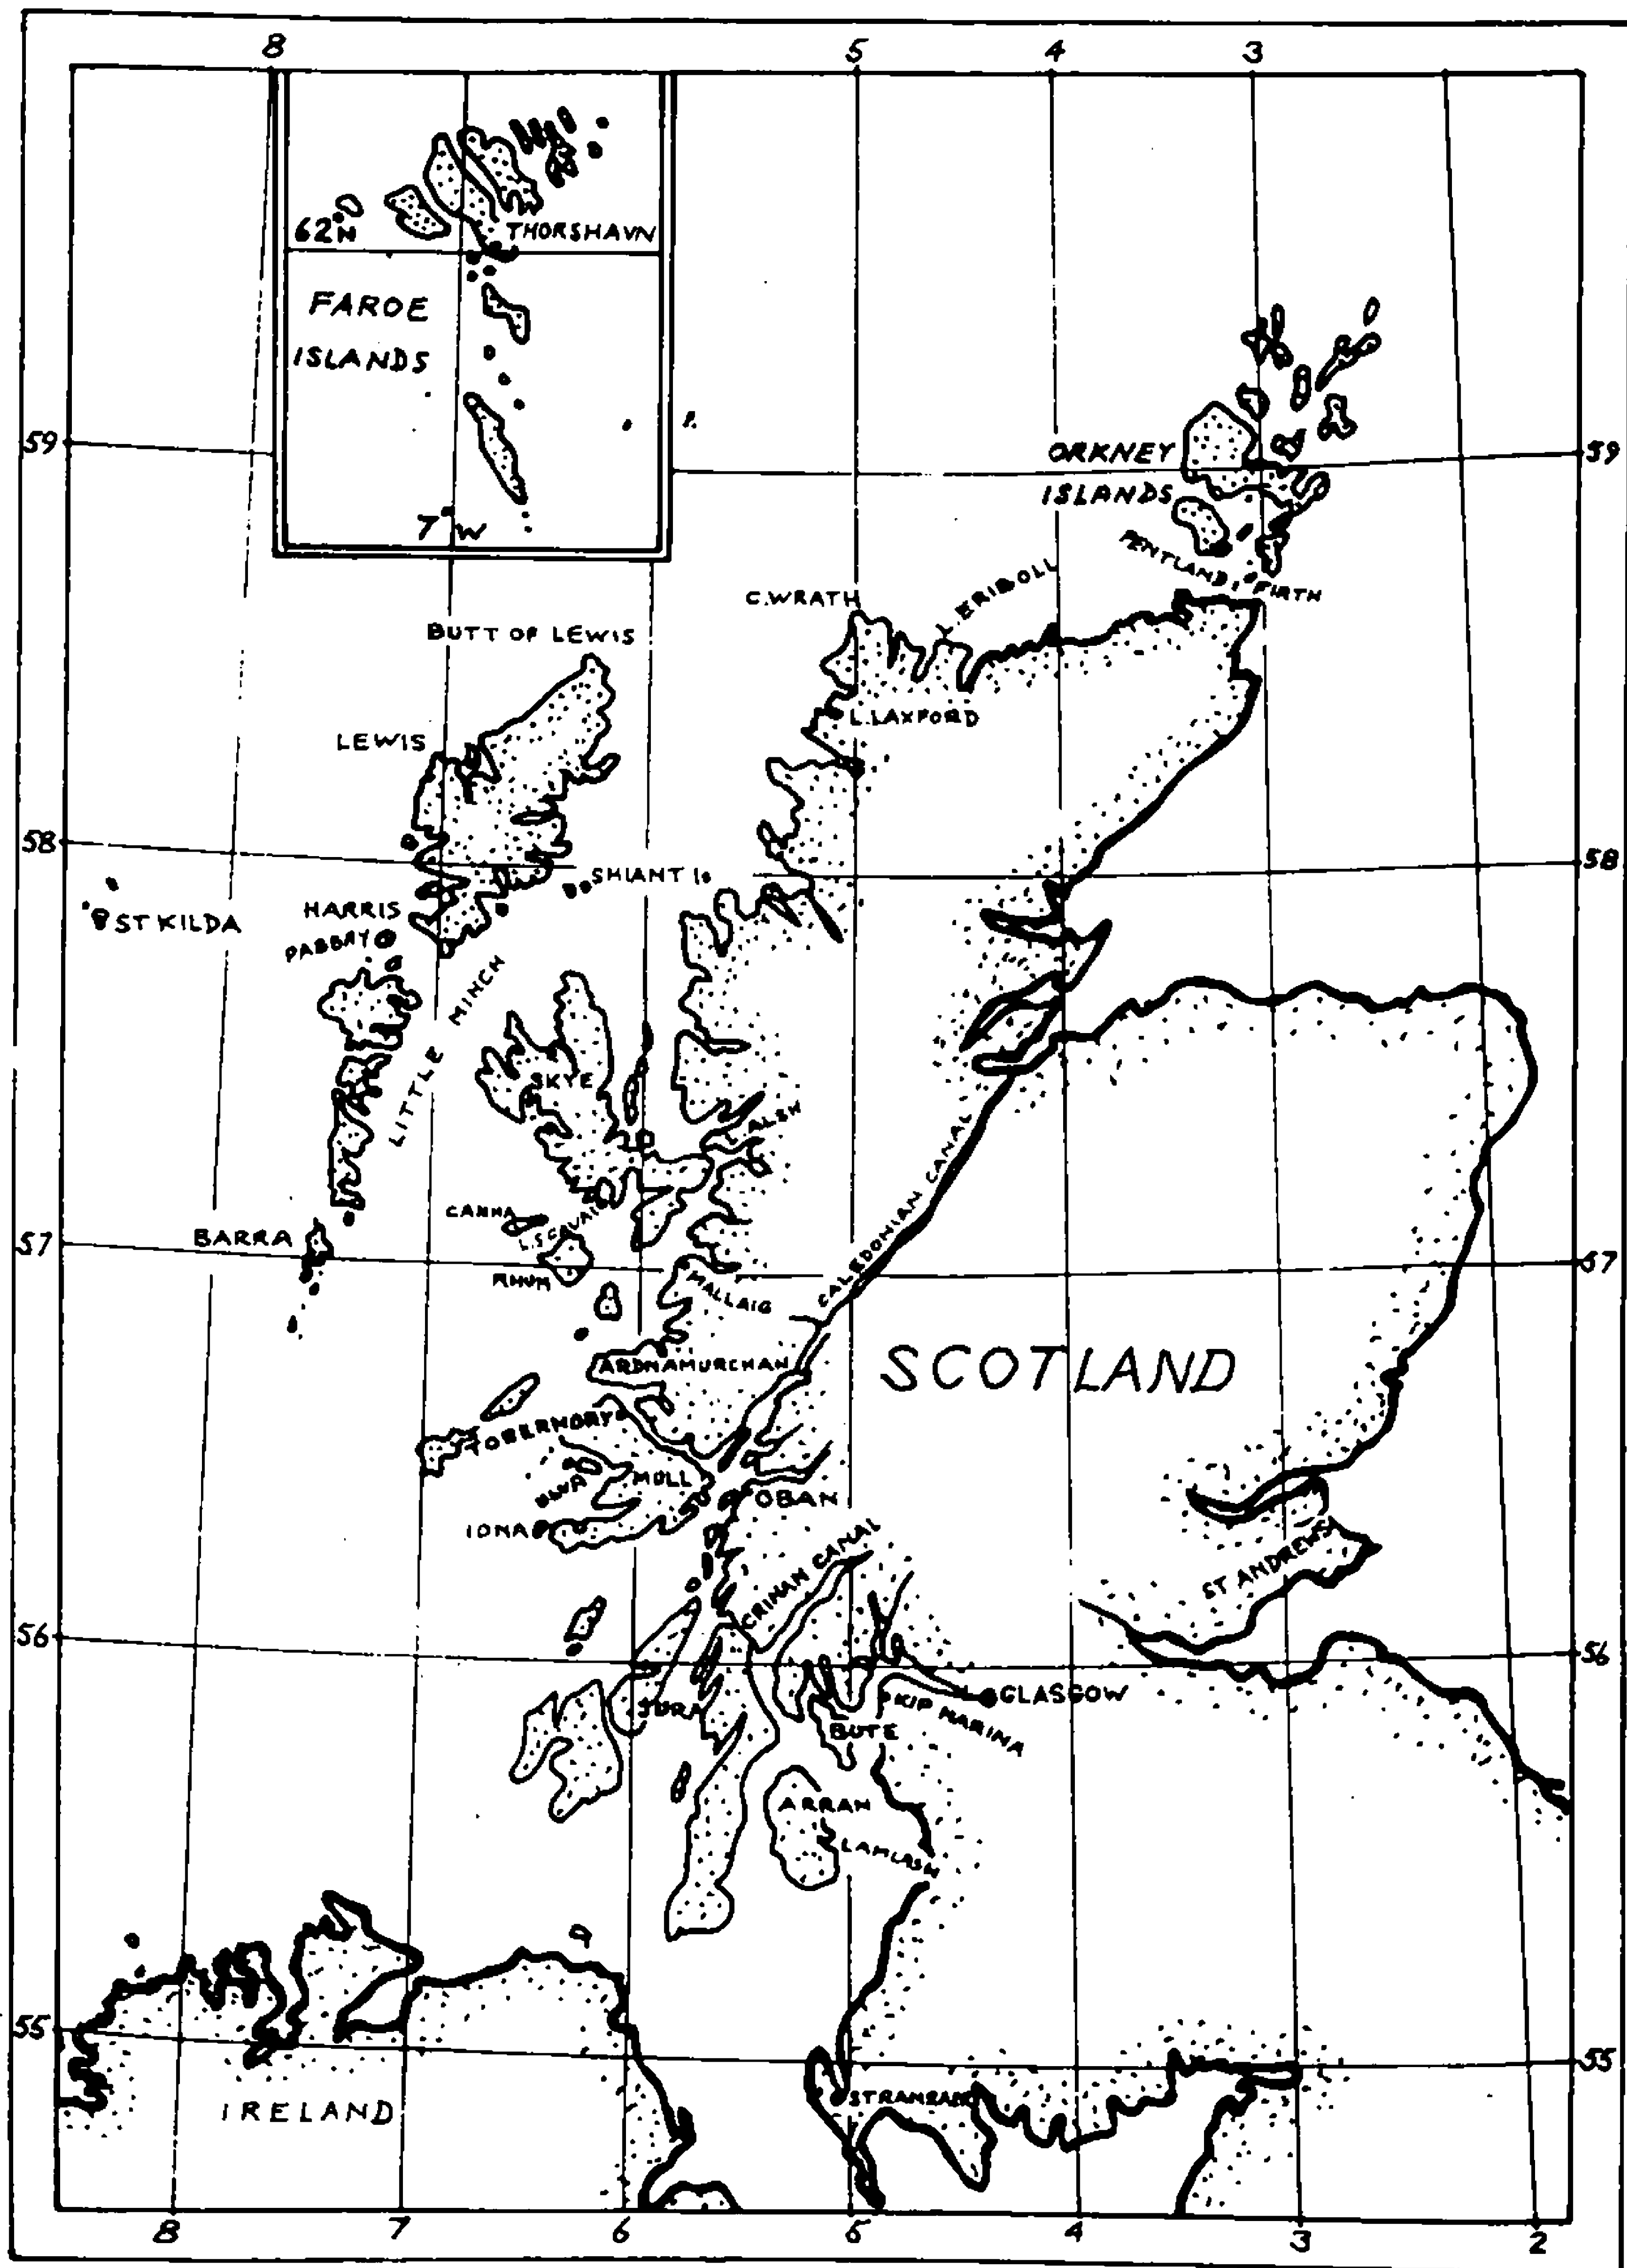 8 5 4 3
62°N
THORSHAVN
FAROE
ISLANDS
7°W
59
59
ORKNEY
ISLANDS
PENTLAND FIRTH
C.WRATH
L. ERIBOLL
BUTT OF LEWIS
L.LAXFORD
LEWIS
58
58
SHIANT Is
ST KILDA
HARRIS
PABBAY
LITTLE MINCH
SKYE
L. ALSH
CALEDONIAN CANAL
CANNA
L.SCAVAIG
BARRA
57
57
RHUM
MALLAIG
ARDNAMURCHAN
SCOTLAND
TOBERMORY
ULVA
MULL
OBAN
IONA
CRINAN CANAL
ST ANDREWS
56
56
JURA
GLASGOW
KIP MARINA
BUTE
ARRAN
LAMLASH
55
55
STRANRAER
IRELAND
8 7 6 5 4 3 2